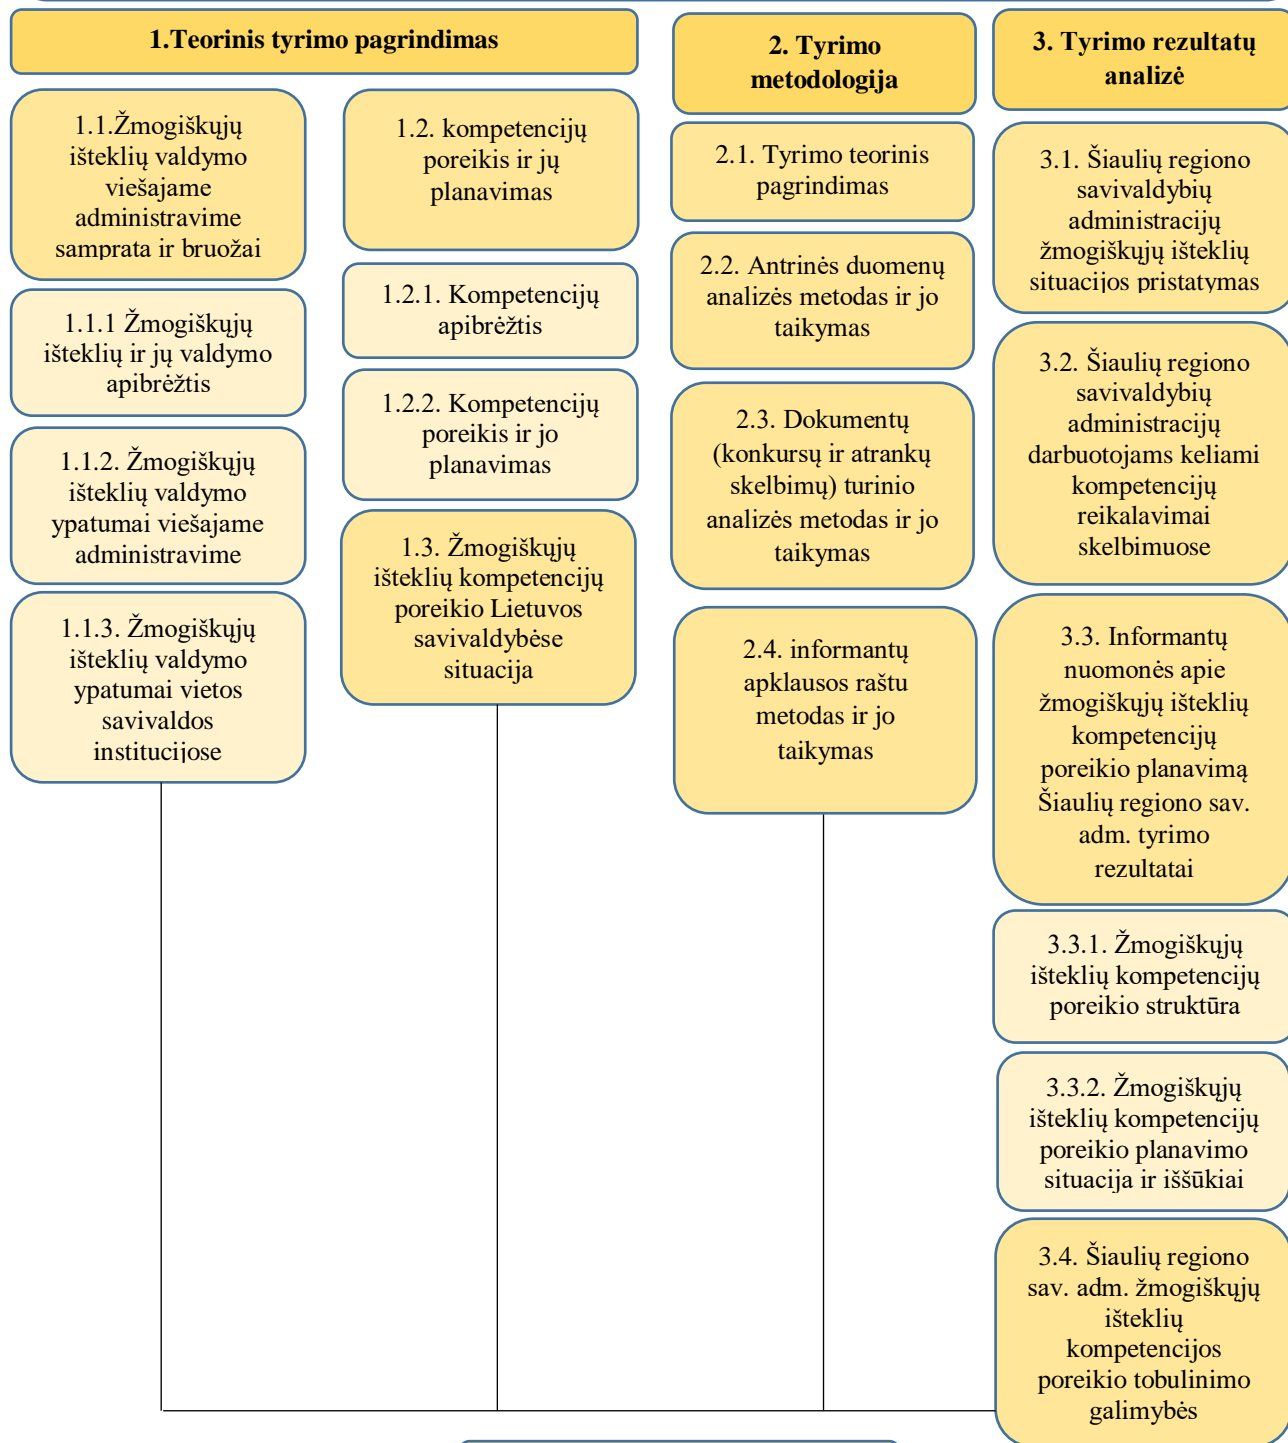 1.Teorinis tyrimo pagrindimas
1.1.Žmogiškųjų
išteklių valdymo
viešajame
administravime
samprata ir bruožai
1.1.1 Žmogiškųjų
išteklių ir jų valdymo
apibrėžtis
1.1.2. Žmogiškųjų
išteklių valdymo
ypatumai viešajame
administravime
1.1.3. Žmogiškųjų
išteklių valdymo
ypatumai vietos
savivaldos
institucijose
1.2. kompetencijų
poreikis ir jų
planavimas
1.2.1. Kompetencijų
apibrėžtis
1.2.2. Kompetencijų
poreikis ir jo
planavimas
1.3. Žmogiškųjų
išteklių kompetencijų
poreikio Lietuvos
savivaldybėse
situacija
2. Tyrimo
metodologija
2.1. Tyrimo teorinis
pagrindimas
2.2. Antrinės duomenų
analizės metodas ir jo
taikymas
2.3. Dokumentų
(konkursų ir atrankų
skelbimų) turinio
analizės metodas ir jo
taikymas
2.4. informantų
apklausos raštu
metodas ir jo
taikymas
3. Tyrimo rezultatų
analizė
3.1. Šiaulių regiono
savivaldybių
administracijų
žmogiškųjų išteklių
situacijos pristatymas
3.2. Šiaulių regiono
savivaldybių
administracijų
darbuotojams keliami
kompetencijų
reikalavimai
skelbimuose
3.3. Informantų
nuomonės apie
žmogiškųjų išteklių
kompetencijų
poreikio planavimą
Šiaulių regiono sav.
adm. tyrimo
rezultatai
3.3.1. Žmogiškųjų
išteklių kompetencijų
poreikio struktūra
3.3.2. Žmogiškųjų
išteklių kompetencijų
poreikio planavimo
situacija ir iššūkiai
3.4. Šiaulių regiono
sav. adm. žmogiškųjų
išteklių
kompetencijos
poreikio tobulinimo
galimybės